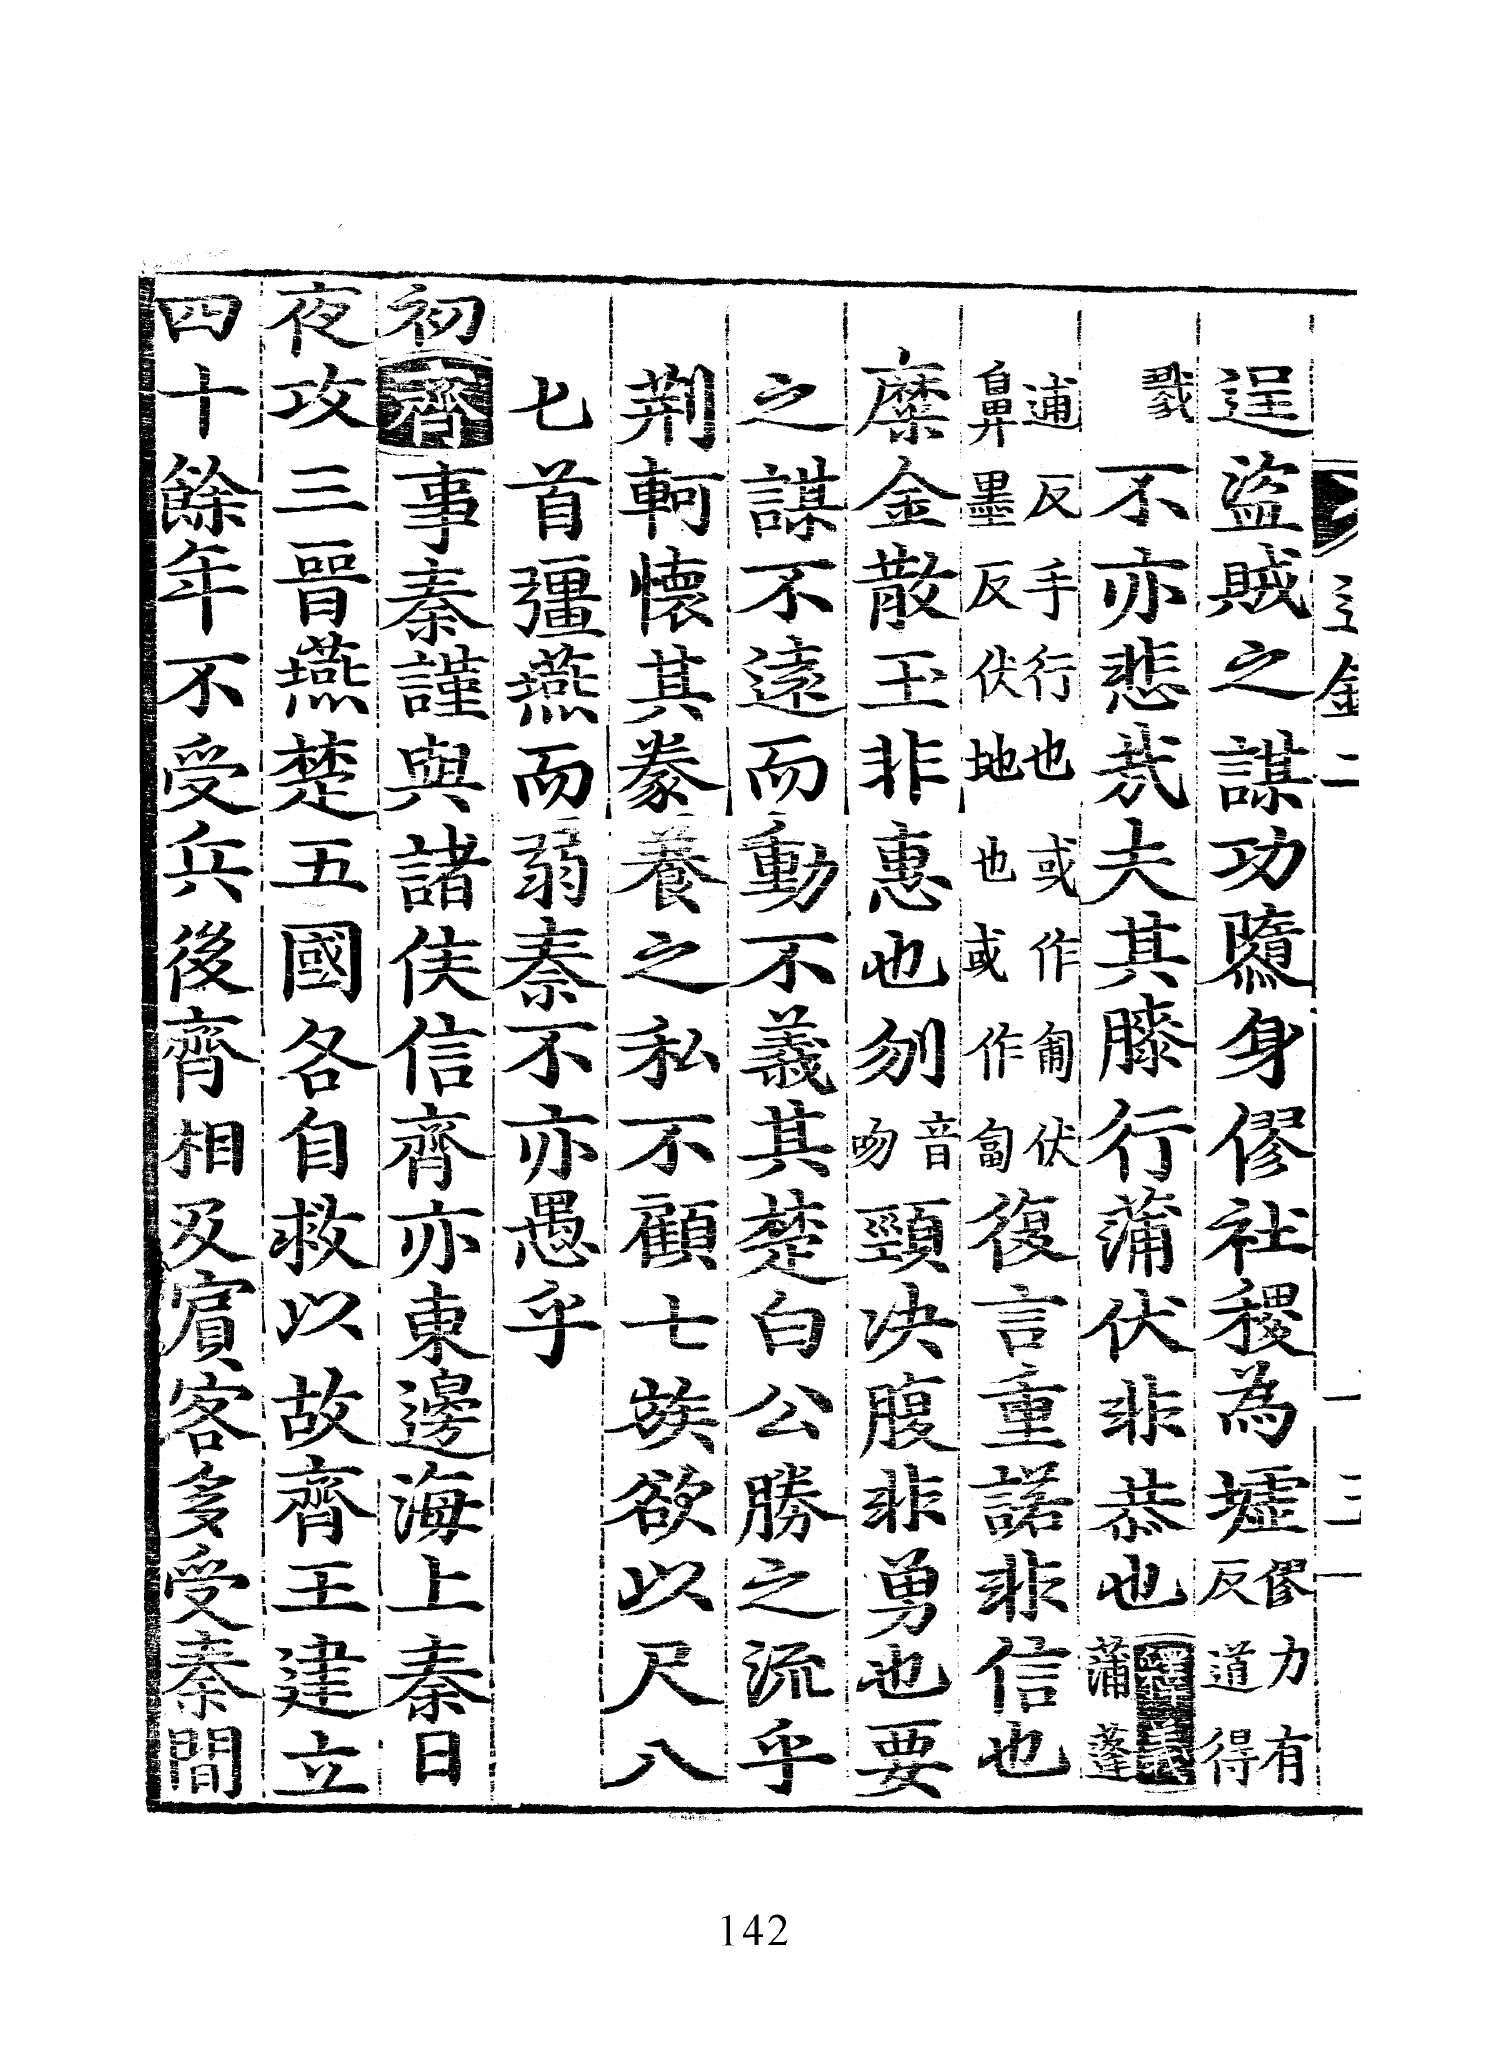 逞盜賊之謀功隳身僇社稷為墟僇力有反道得
戮不亦悲哉夫其膝行蒲伏非恭也釋義蒲蓬
逋反手行也或作匍伏鼻墨反伏地也或作匐復言重諾非信也
糜金散玉非惠也刎音吻頸决腹非勇也要
之謀不遠而動不義其楚白公勝之流乎
荆軻懷其豢養之私不顧七族欲以尺八
匕首彊燕而弱秦不亦愚乎
初齊事秦謹與諸侯信齊亦東邊海上秦日
夜攻三晉燕楚五國各自救以故齊王建立
四十餘年不受兵後齊相及賓客多受秦間
142